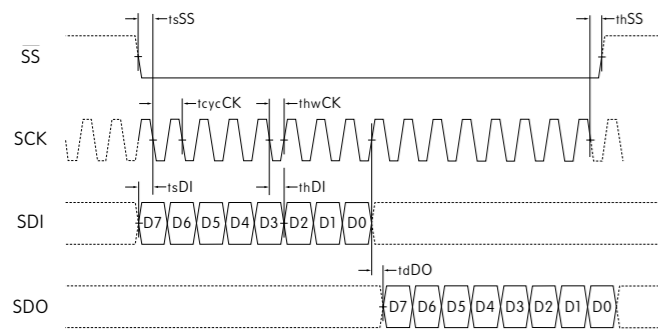 tsSS
thSS
SS
tcycCK
thwCK
SCK
tsDI
thDI
SDI
D7 D6 D5 D4 D3 D2 D1 D0
tdDO
SDO
D7 D6 D5 D4 D3 D2 D1 D0